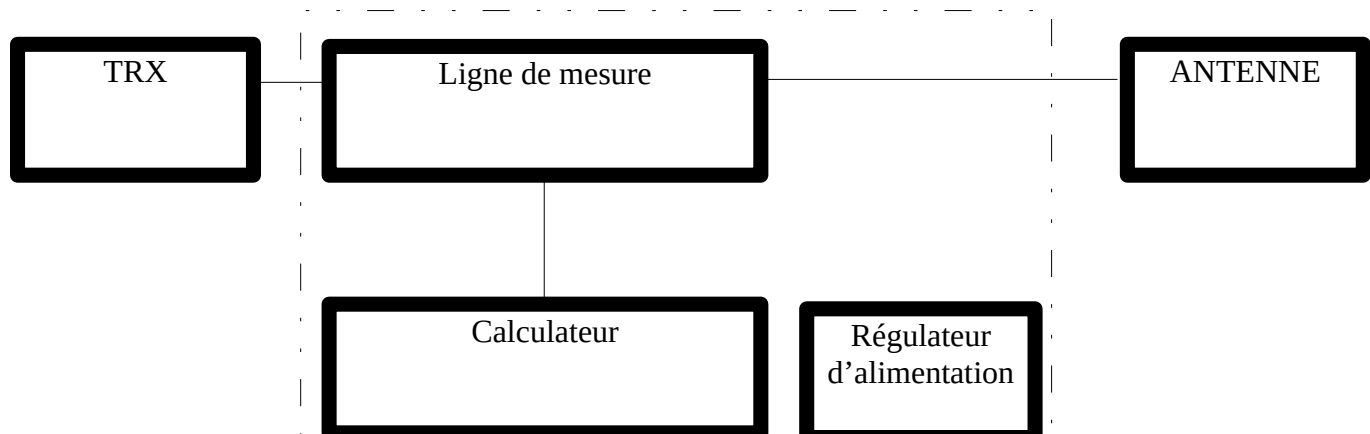 TRX
Ligne de mesure
ANTENNE
Calculateur
Régulateur
d’alimentation